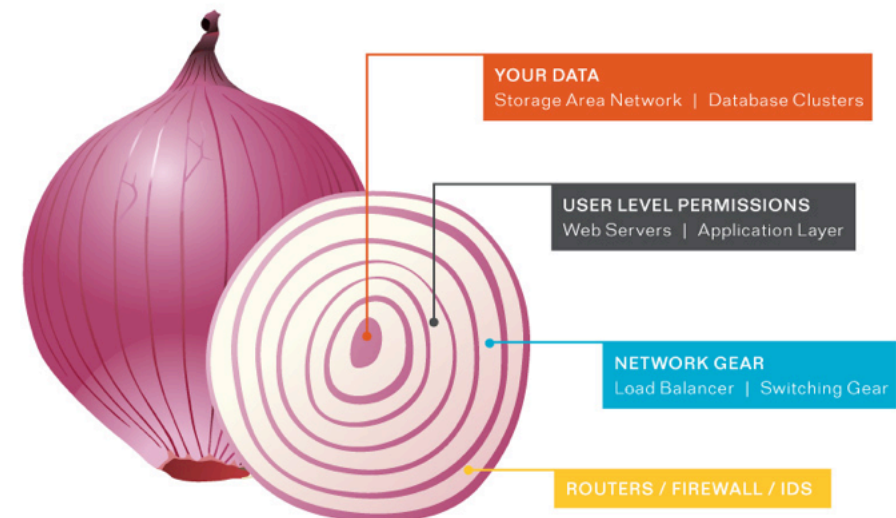 YOUR DATA
Storage Area Network | Database Clusters
USER LEVEL PERMISSIONS
Web Servers | Application Layer
NETWORK GEAR
Load Balancer | Switching Gear
ROUTERS / FIREWALL / IDS